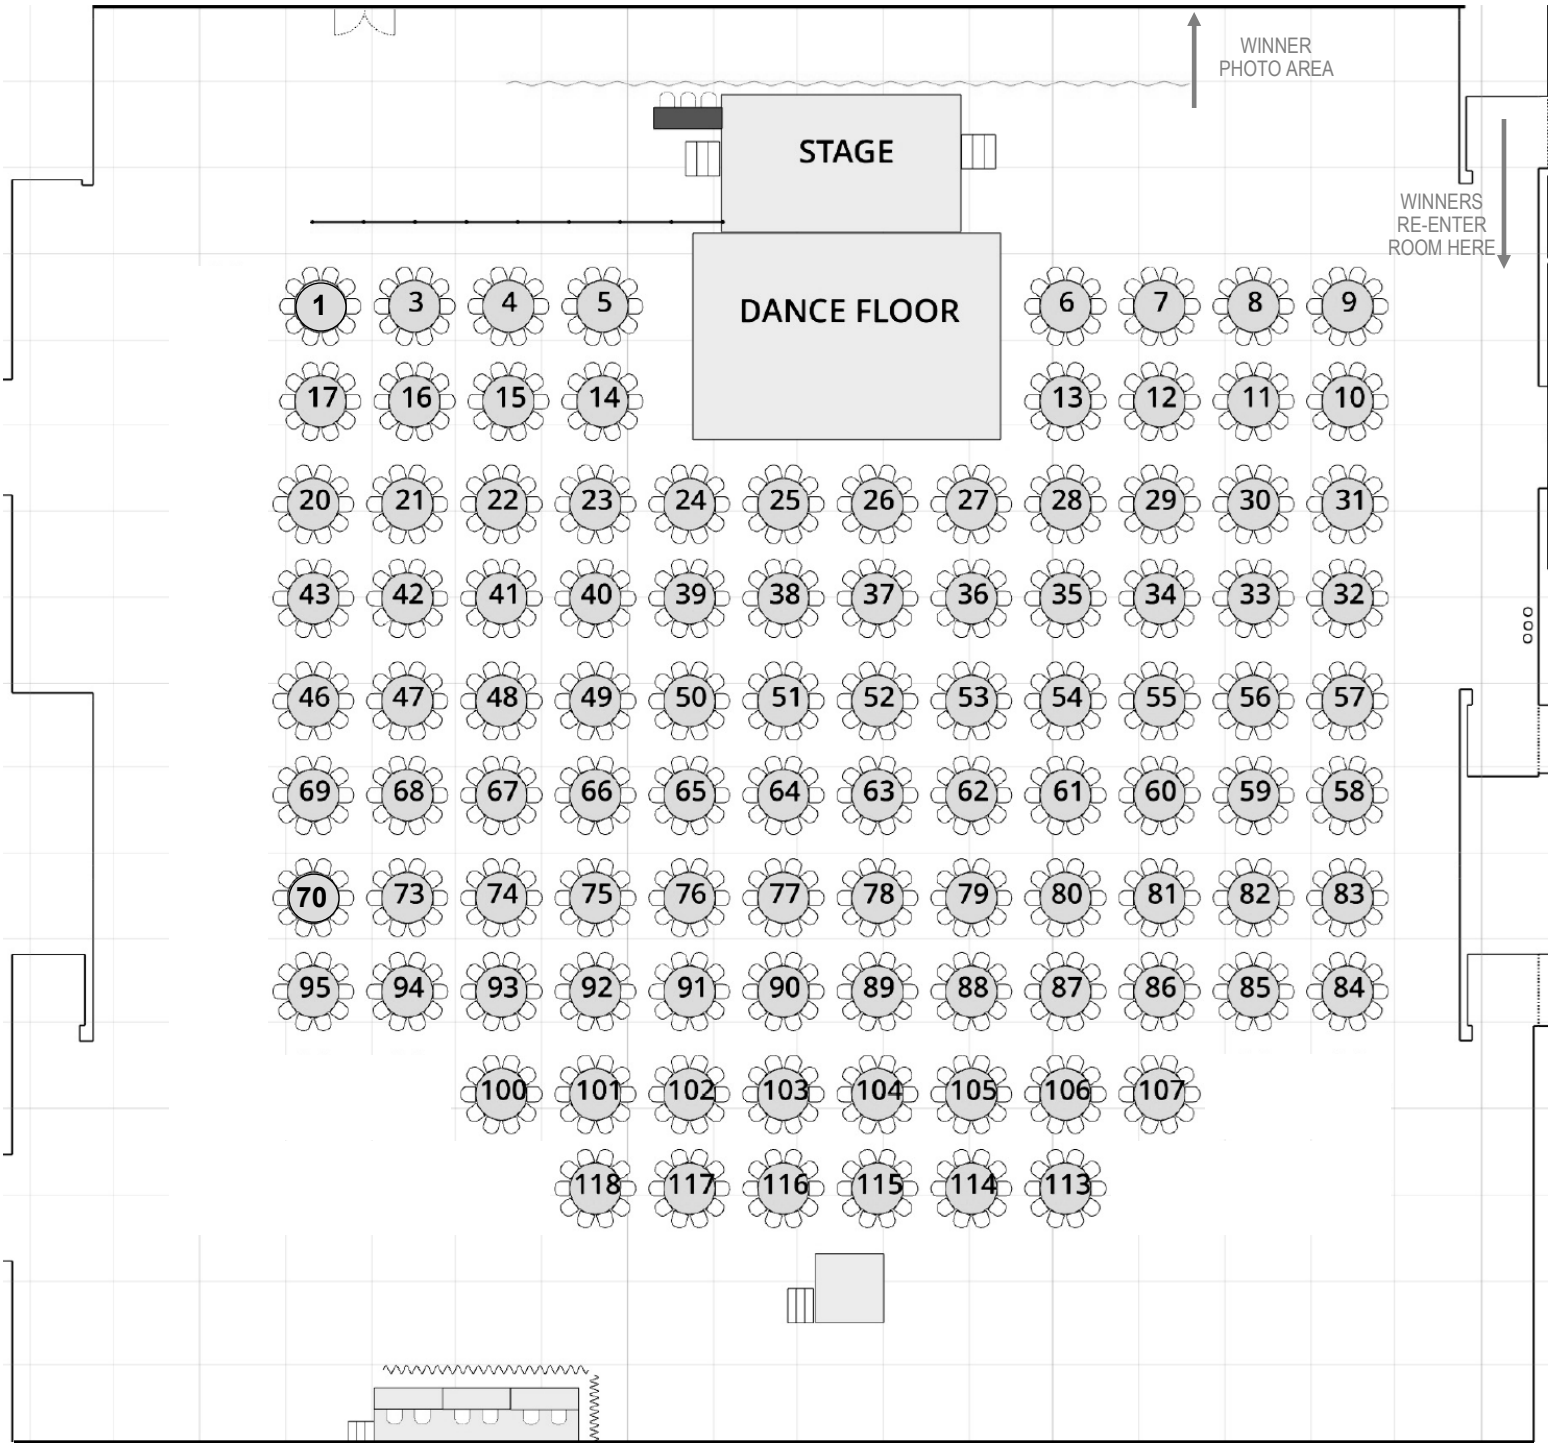 WINNER
PHOTO AREA
STAGE
WINNERS
RE-ENTER
ROOM HERE
DANCE FLOOR
1 3 4 5 6 7 8 9
17 16 15 14 13 12 11 10
20 21 22 23 24 25 26 27 28 29 30 31
43 42 41 40 39 38 37 36 35 34 33 32
46 47 48 49 50 51 52 53 54 55 56 57
69 68 67 66 65 64 63 62 61 60 59 58
70 73 74 75 76 77 78 79 80 81 82 83
95 94 93 92 91 90 89 88 87 86 85 84
100 101 102 103 104 105 106 107
118 117 116 115 114 113